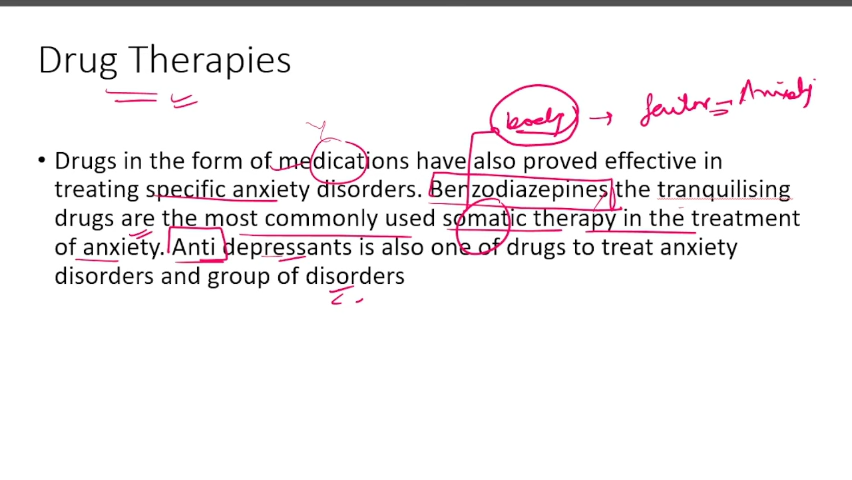 Drug Therapies
body → factor = Anxiety
• Drugs in the form of medications have also proved effective in
treating specific anxiety disorders. Benzodiazepines, the tranquilising
drugs are the most commonly used somatic therapy in the treatment
of anxiety. Anti depressants is also one of drugs to treat anxiety
disorders and group of disorders